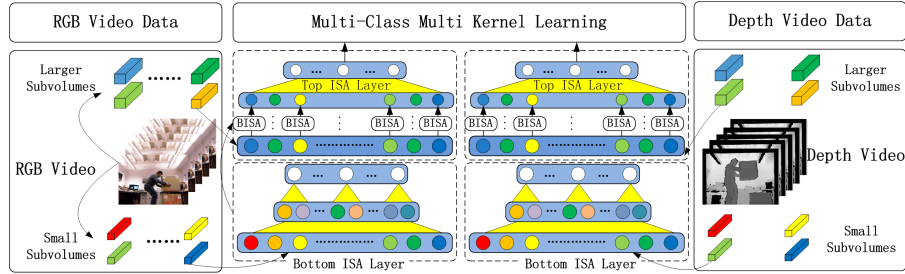 RGB Video Data
Multi-Class Multi Kernel Learning
Depth Video Data
Larger
Subvolumes
RGB Video
Small
Subvolumes
Top ISA Layer
BISA BISA BISA BISA
Bottom ISA Layer
Top ISA Layer
BISA BISA BISA BISA
Bottom ISA Layer
Larger
Subvolumes
Depth Video
Small
Subvolumes